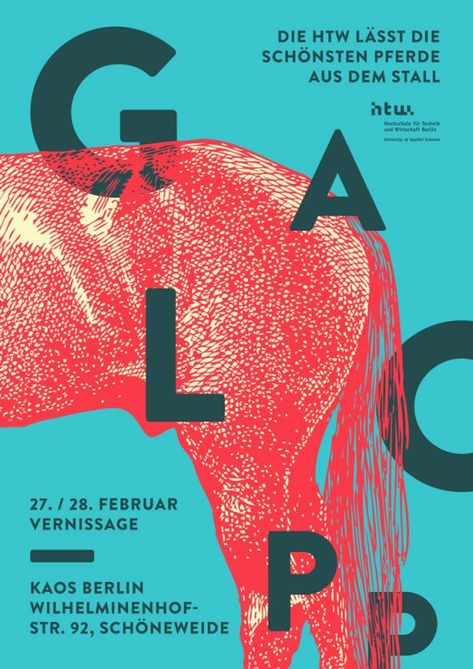 DIE HTW LÄSST DIE
SCHÖNSTEN PFERDE
AUS DEM STALL
htw.
Hochschule für Technik
und Wirtschaft Berlin
University of Applied Sciences
G
A
L
O
P
P
27. / 28. FEBRUAR
VERNISSAGE
KAOS BERLIN
WILHELMINENHOF-
STR. 92, SCHÖNEWEIDE